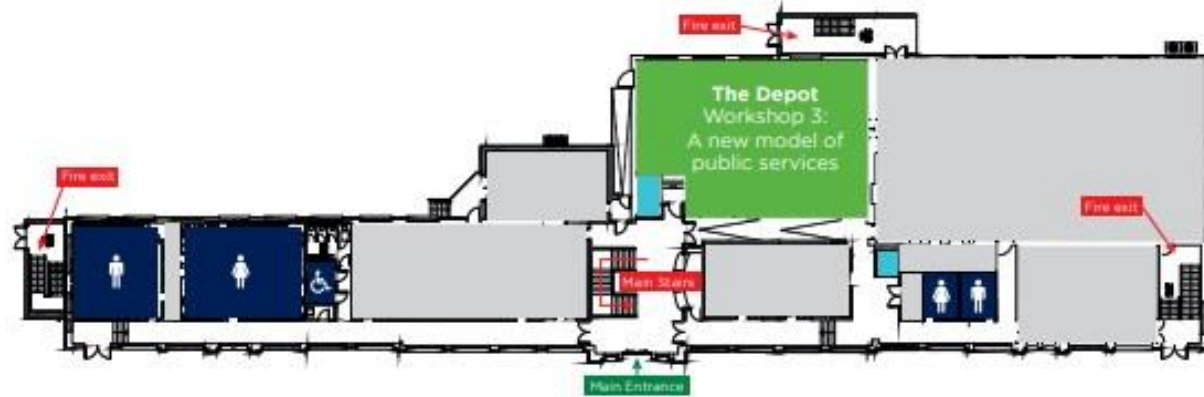 Fire exit
The Depot
Workshop 3:
A new model of
public services
Fire exit
Fire exit
Main Stairs
Main Entrance